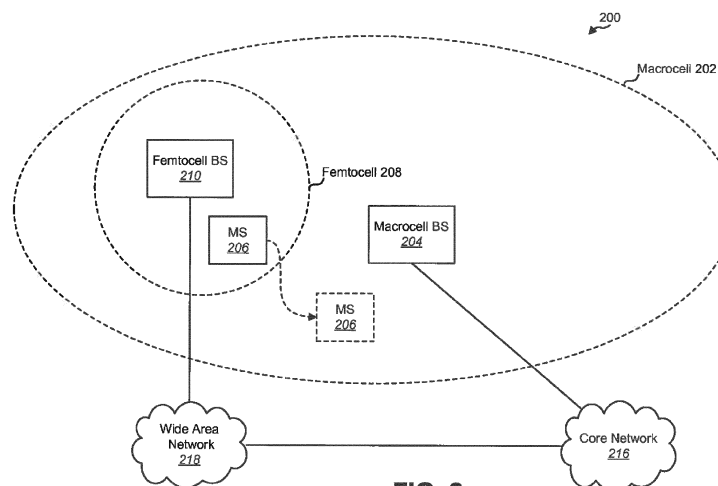 200
Macrocell 202
Femtocell BS
210
Femtocell 208
MS
206
Macrocell BS
204
MS
206
Wide Area
Network
218
Core Network
216